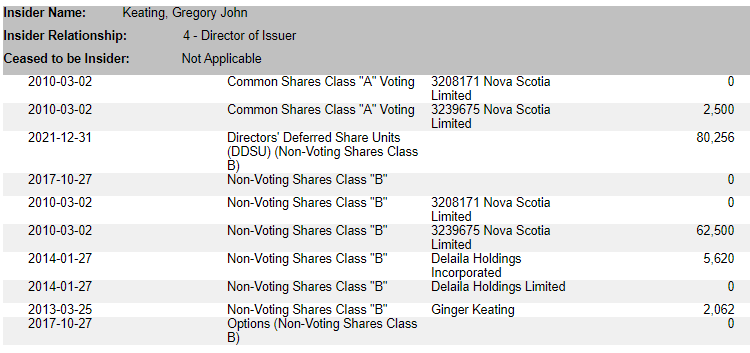 Insider Name: Keating, Gregory John
Insider Relationship: 4 - Director of Issuer
Ceased to be Insider: Not Applicable
2010-03-02 Common Shares Class "A" Voting 3208171 Nova Scotia 0
Limited
2010-03-02 Common Shares Class "A" Voting 3239675 Nova Scotia 2,500
Limited
2021-12-31 Directors' Deferred Share Units 80,256
(DDSU) (Non-Voting Shares Class
B)
2017-10-27 Non-Voting Shares Class "B" 0
2010-03-02 Non-Voting Shares Class "B" 3208171 Nova Scotia 0
Limited
2010-03-02 Non-Voting Shares Class "B" 3239675 Nova Scotia 62,500
Limited
2014-01-27 Non-Voting Shares Class "B" Delaila Holdings 5,620
Incorporated
2014-01-27 Non-Voting Shares Class "B" Delaila Holdings Limited 0
2013-03-25 Non-Voting Shares Class "B" Ginger Keating 2,062
2017-10-27 Options (Non-Voting Shares Class 0
B)